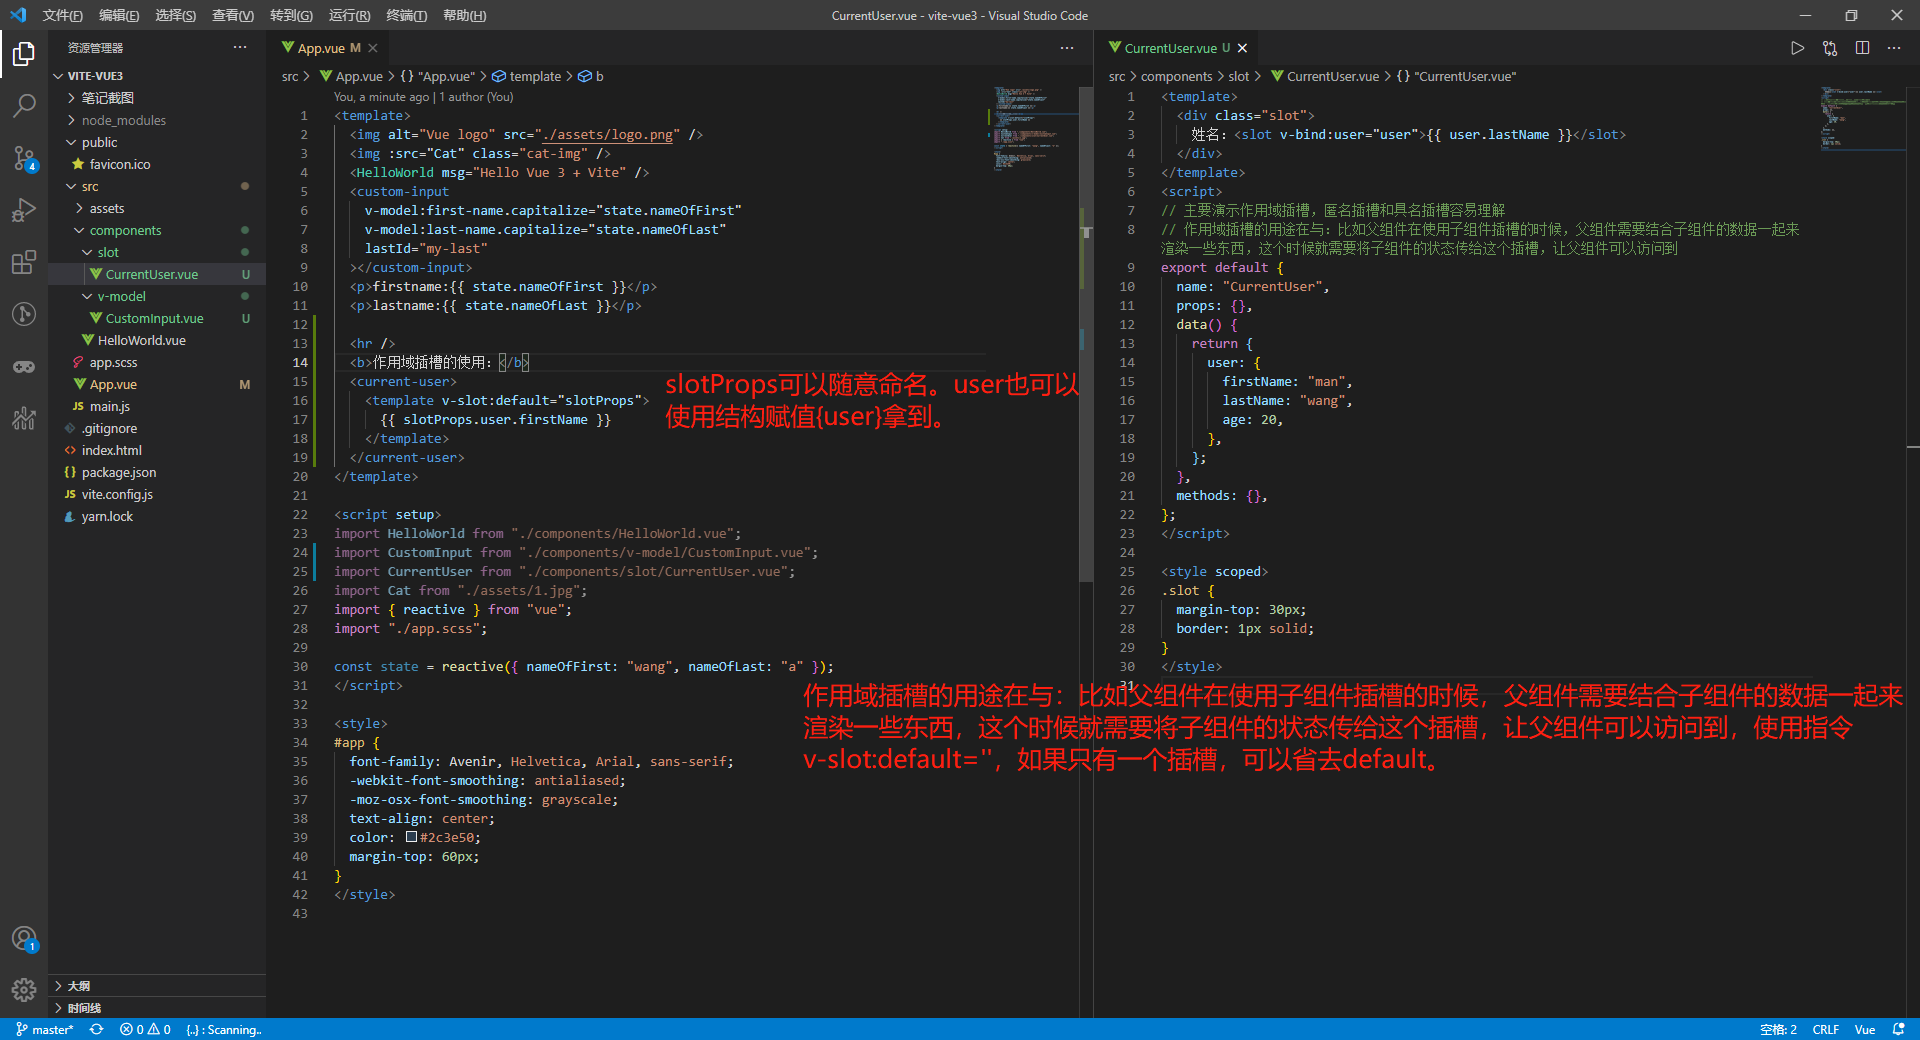 文件(F) 编辑(E) 选择(S) 查看(V) 转到(G) 运行(R) 终端(T) 帮助(H) CurrentUser.vue - vite-vue3 - Visual Studio Code
资源管理器
VITE-VUE3
笔记截图
node_modules
public
favicon.ico
src
assets
components
slot
CurrentUser.vue U
v-model
CustomInput.vue U
HelloWorld.vue
app.scss
App.vue M
JS main.js
.gitignore
index.html
package.json
JS vite.config.js
yarn.lock
大纲
时间线
4
1
App.vue M
src > App.vue > {} "App.vue" > template > b
You, a minute ago | 1 author (You)
1 <template>
2 <img alt="Vue logo" src="./assets/logo.png" />
3 <img :src="Cat" class="cat-img" />
4 <HelloWorld msg="Hello Vue 3 + Vite" />
5 <custom-input
6 v-model:first-name.capitalize="state.nameOfFirst"
7 v-model:last-name.capitalize="state.nameOfLast"
8 lastId="my-last"
9 ></custom-input>
10 <p>firstname:{{ state.nameOfFirst }}</p>
11 <p>lastname:{{ state.nameOfLast }}</p>
12
13 <hr />
14 <b>作用域插槽的使用：</b>
15 <current-user>
16 <template v-slot:default="slotProps">
17 {{ slotProps.user.firstName }}
18 </template>
19 </current-user>
20 </template>
21
22 <script setup>
23 import HelloWorld from "./components/HelloWorld.vue";
24 import CustomInput from "./components/v-model/CustomInput.vue";
25 import CurrentUser from "./components/slot/CurrentUser.vue";
26 import Cat from "./assets/1.jpg";
27 import { reactive } from "vue";
28 import "./app.scss";
29
30 const state = reactive({ nameOfFirst: "wang", nameOfLast: "a" });
31 </script>
32
33 <style>
34 #app {
35 font-family: Avenir, Helvetica, Arial, sans-serif;
36 -webkit-font-smoothing: antialiased;
37 -moz-osx-font-smoothing: grayscale;
38 text-align: center;
39 color: #2c3e50;
40 margin-top: 60px;
41 }
42 </style>
43
slotProps可以随意命名。user也可以
使用结构赋值{user}拿到。
CurrentUser.vue U
src > components > slot > CurrentUser.vue > {} "CurrentUser.vue"
1 <template>
2 <div class="slot">
3 姓名：<slot v-bind:user="user">{{ user.lastName }}</slot>
4 </div>
5 </template>
6 <script>
7 // 主要演示作用域插槽，匿名插槽和具名插槽容易理解
8 // 作用域插槽的用途在与：比如父组件在使用子组件插槽的时候，父组件需要结合子组件的数据一起来
渲染一些东西，这个时候就需要将子组件的状态传给这个插槽，让父组件可以访问到
9 export default {
10 name: "CurrentUser",
11 props: {},
12 data() {
13 return {
14 user: {
15 firstName: "man",
16 lastName: "wang",
17 age: 20,
18 },
19 };
20 },
21 methods: {},
22 };
23 </script>
24
25 <style scoped>
26 .slot {
27 margin-top: 30px;
28 border: 1px solid;
29 }
30 </style>
31
作用域插槽的用途在与：比如父组件在使用子组件插槽的时候，父组件需要结合子组件的数据一起来
渲染一些东西，这个时候就需要将子组件的状态传给这个插槽，让父组件可以访问到，使用指令
v-slot:default=''，如果只有一个插槽，可以省去default。
master* 0 0 {..} : Scanning.. 空格: 2 CRLF Vue